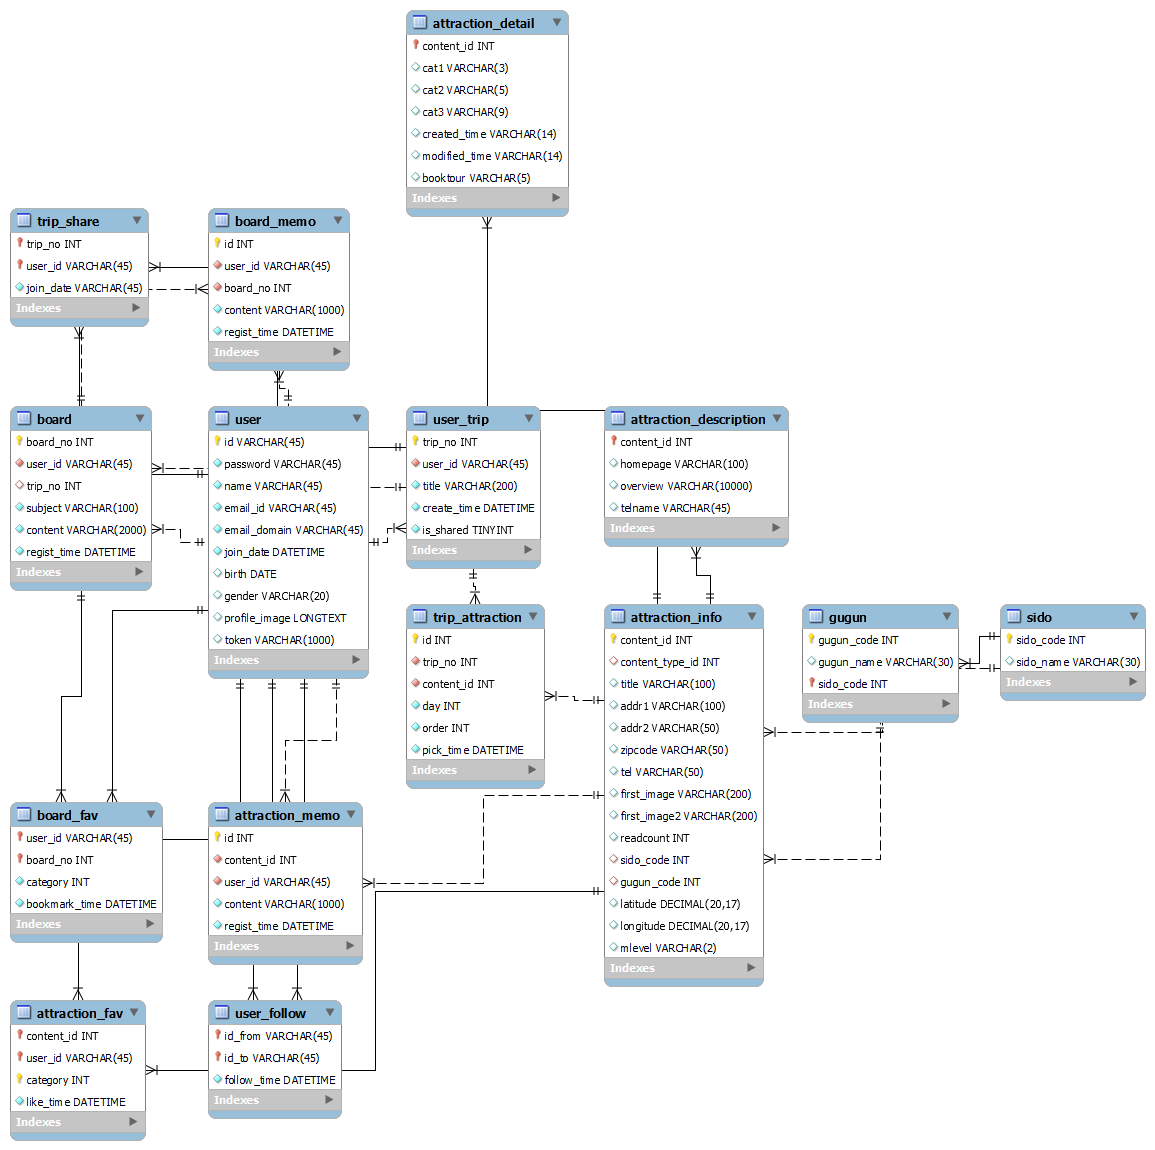 attraction_detail
content_id INT
cat1 VARCHAR(3)
cat2 VARCHAR(5)
cat3 VARCHAR(9)
created_time VARCHAR(14)
modified_time VARCHAR(14)
booktour VARCHAR(5)
Indexes
trip_share
trip_no INT
user_id VARCHAR(45)
join_date VARCHAR(45)
Indexes
board_memo
id INT
user_id VARCHAR(45)
board_no INT
content VARCHAR(1000)
regist_time DATETIME
Indexes
board
board_no INT
user_id VARCHAR(45)
trip_no INT
subject VARCHAR(100)
content VARCHAR(2000)
regist_time DATETIME
Indexes
user
id VARCHAR(45)
password VARCHAR(45)
name VARCHAR(45)
email_id VARCHAR(45)
email_domain VARCHAR(45)
join_date DATETIME
birth DATE
gender VARCHAR(20)
profile_image LONGTEXT
token VARCHAR(1000)
Indexes
user_trip
trip_no INT
user_id VARCHAR(45)
title VARCHAR(200)
create_time DATETIME
is_shared TINYINT
Indexes
attraction_description
content_id INT
homepage VARCHAR(100)
overview VARCHAR(10000)
telname VARCHAR(45)
Indexes
trip_attraction
id INT
trip_no INT
content_id INT
day INT
order INT
pick_time DATETIME
Indexes
attraction_info
content_id INT
content_type_id INT
title VARCHAR(100)
addr1 VARCHAR(100)
addr2 VARCHAR(50)
zipcode VARCHAR(50)
tel VARCHAR(50)
first_image VARCHAR(200)
first_image2 VARCHAR(200)
readcount INT
sido_code INT
gugun_code INT
latitude DECIMAL(20,17)
longitude DECIMAL(20,17)
mlevel VARCHAR(2)
Indexes
gugun
gugun_code INT
gugun_name VARCHAR(30)
sido_code INT
Indexes
sido
sido_code INT
sido_name VARCHAR(30)
Indexes
board_fav
user_id VARCHAR(45)
board_no INT
category INT
bookmark_time DATETIME
Indexes
attraction_memo
id INT
content_id INT
user_id VARCHAR(45)
content VARCHAR(1000)
regist_time DATETIME
Indexes
attraction_fav
content_id INT
user_id VARCHAR(45)
category INT
like_time DATETIME
Indexes
user_follow
id_from VARCHAR(45)
id_to VARCHAR(45)
follow_time DATETIME
Indexes